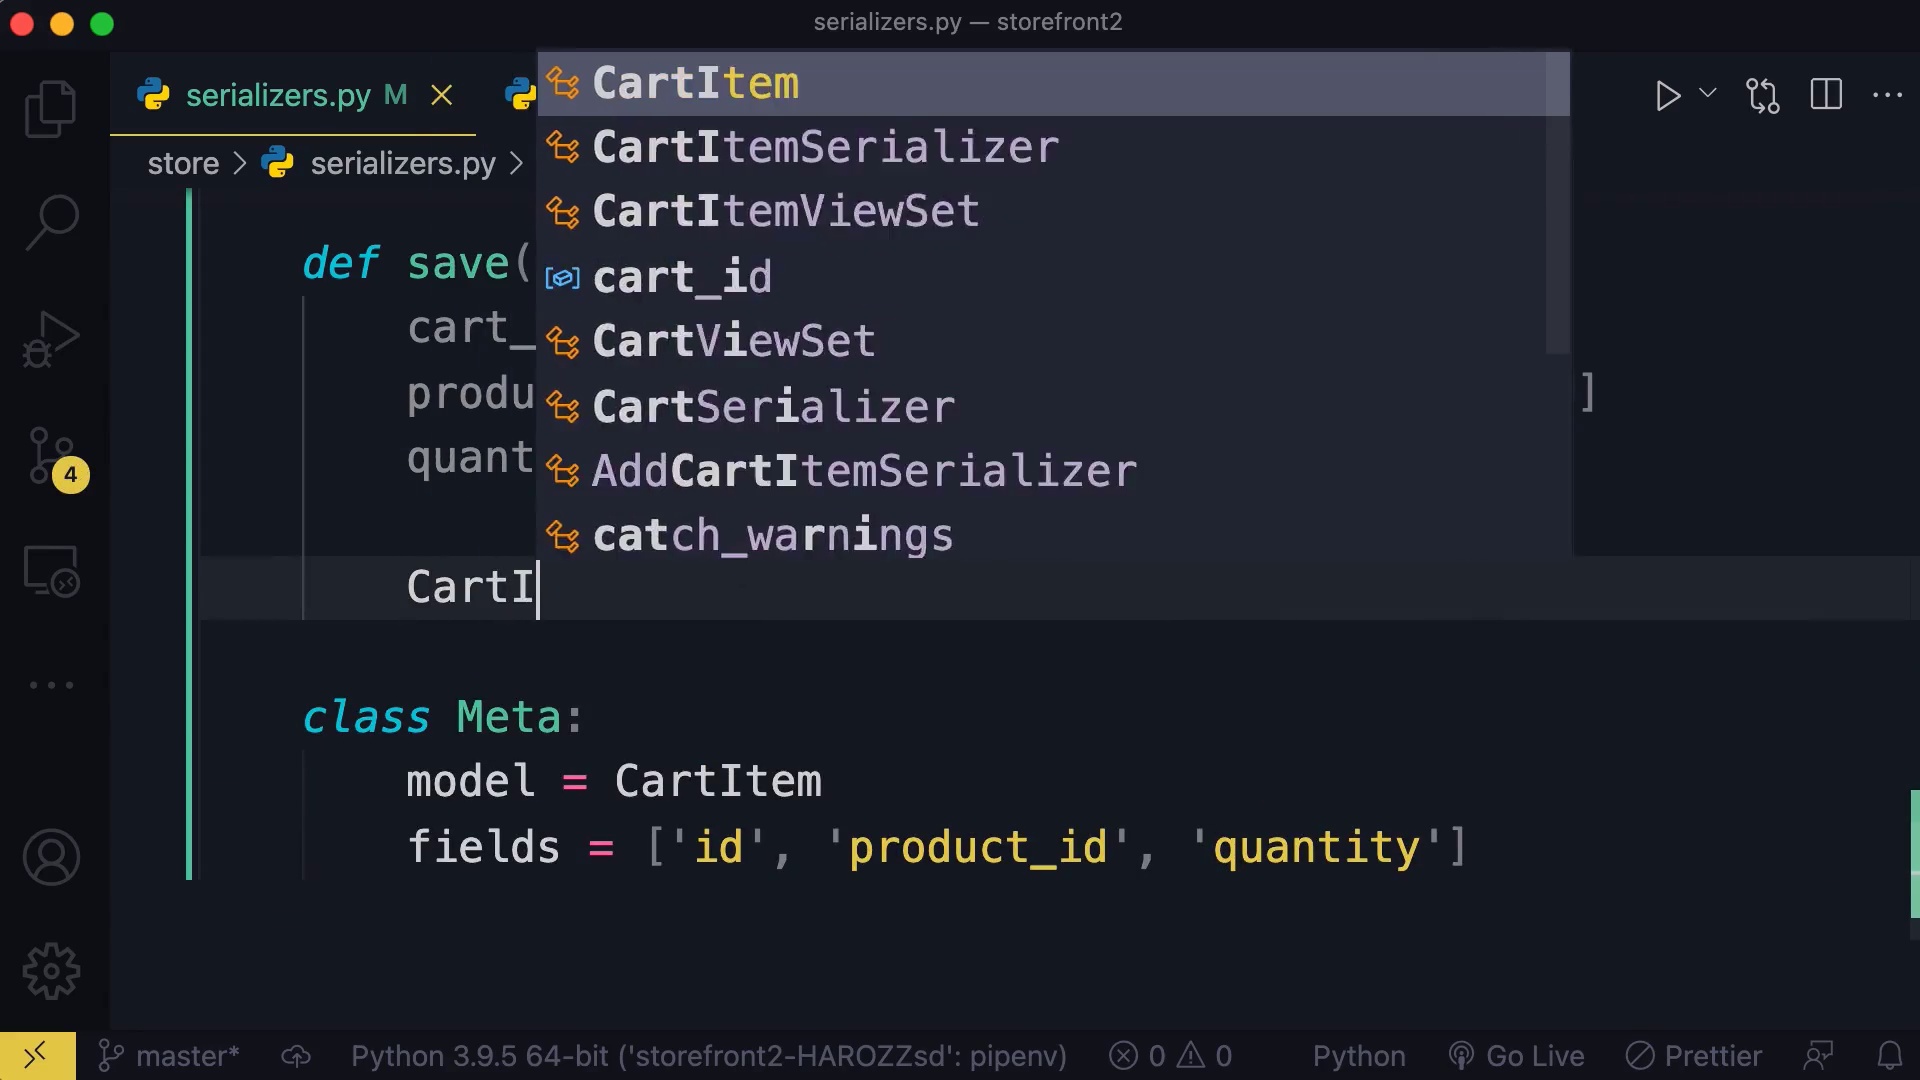 serializers.py — storefront2
serializers.py M
store > serializers.py >
CartItem
CartItemSerializer
CartItemViewSet
cart_id
CartViewSet
CartSerializer
AddCartItemSerializer
catch_warnings
def save(
cart_
produ ]
quant
CartI
class Meta:
model = CartItem
fields = ['id', 'product_id', 'quantity']
4
master* Python 3.9.5 64-bit ('storefront2-HAROZZsd': pipenv) 0 0 Python Go Live Prettier